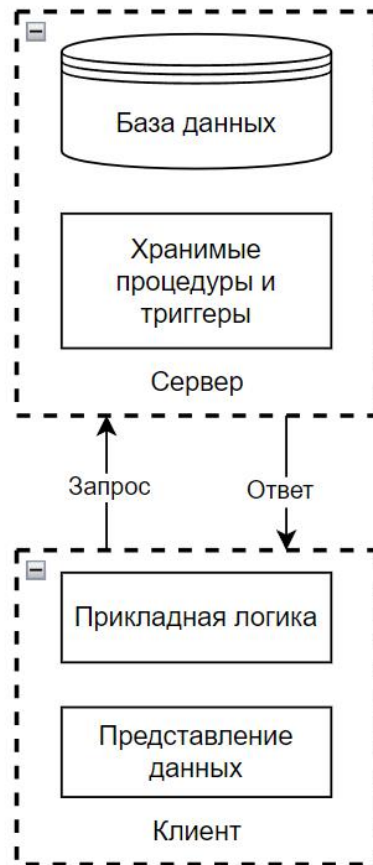 База данных
Хранимые
процедуры и
триггеры
Сервер
Запрос
Ответ
Прикладная логика
Представление
данных
Клиент